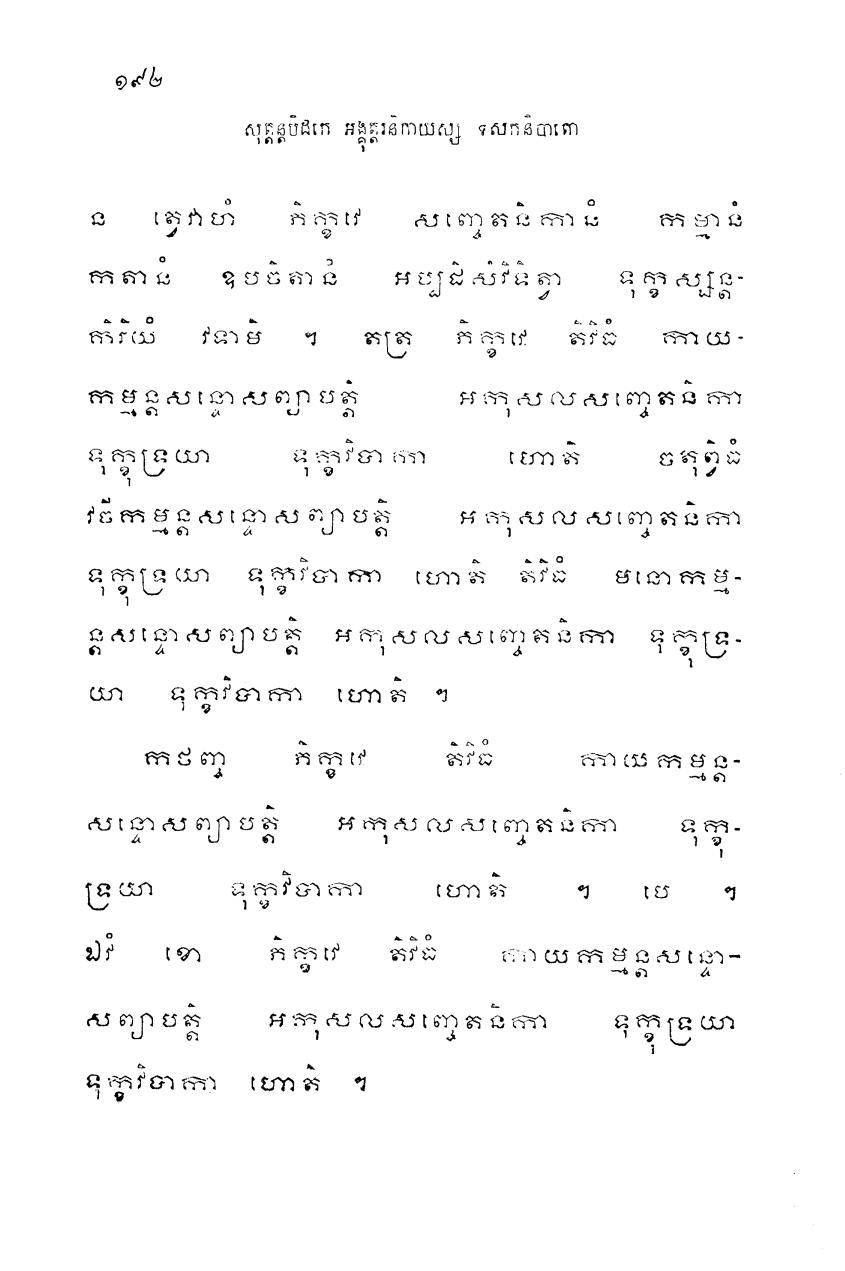 ១៩២
សុត្តន្តបិដកេ អង្គុត្តរនិកាយស្ស ទសកនិបាតោ
ន ត្វេវាហំ ភិក្ខវេ សញ្ចេតនិកានំ កម្មានំ
កតានំ ឧបចិតានំ អប្បដិសំវិទិត្វា ទុក្ខស្សន្ត-
កិរិយំ វទាមិ ។ តត្រ ភិក្ខវេ តិវិធំ កាយ-
កម្មន្តសន្ទោសព្យាបត្តិ អកុសលសញ្ចេតនិកា
ទុក្ខុទ្រយា ទុក្ខវិបាកា ហោតិ ចតុព្វិធំ
វចីកម្មន្តសន្ទោសព្យាបត្តិ អកុសលសញ្ចេតនិកា
ទុក្ខុទ្រយា ទុក្ខវិបាកា ហោតិ តិវិធំ មនោកម្ម-
ន្តសន្ទោសព្យាបត្តិ អកុសលសញ្ចេតនិកា ទុក្ខុទ្រ-
យា ទុក្ខវិបាកា ហោតិ ។
កថញ្ច ភិក្ខវេ តិវិធំ កាយកម្មន្ត-
សន្ទោសព្យាបត្តិ អកុសលសញ្ចេតនិកា ទុក្ខុ-
ទ្រយា ទុក្ខវិបាកា ហោតិ ។ បេ ។
ឯវំ ខោ ភិក្ខវេ តិវិធំ កាយកម្មន្តសន្ទោ-
សព្យាបត្តិ អកុសលសញ្ចេតនិកា ទុក្ខុទ្រយា
ទុក្ខវិបាកា ហោតិ ។